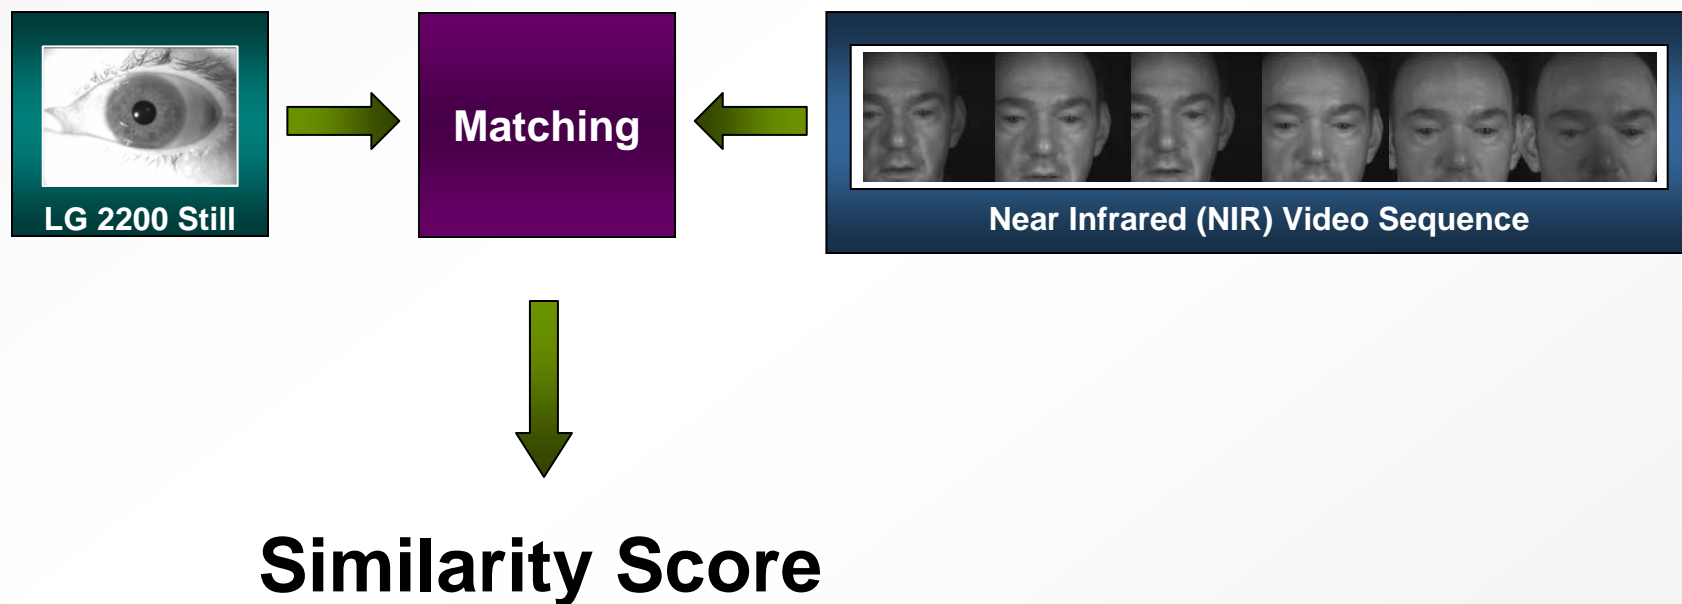 LG 2200 Still
Matching
Near Infrared (NIR) Video Sequence
Similarity Score